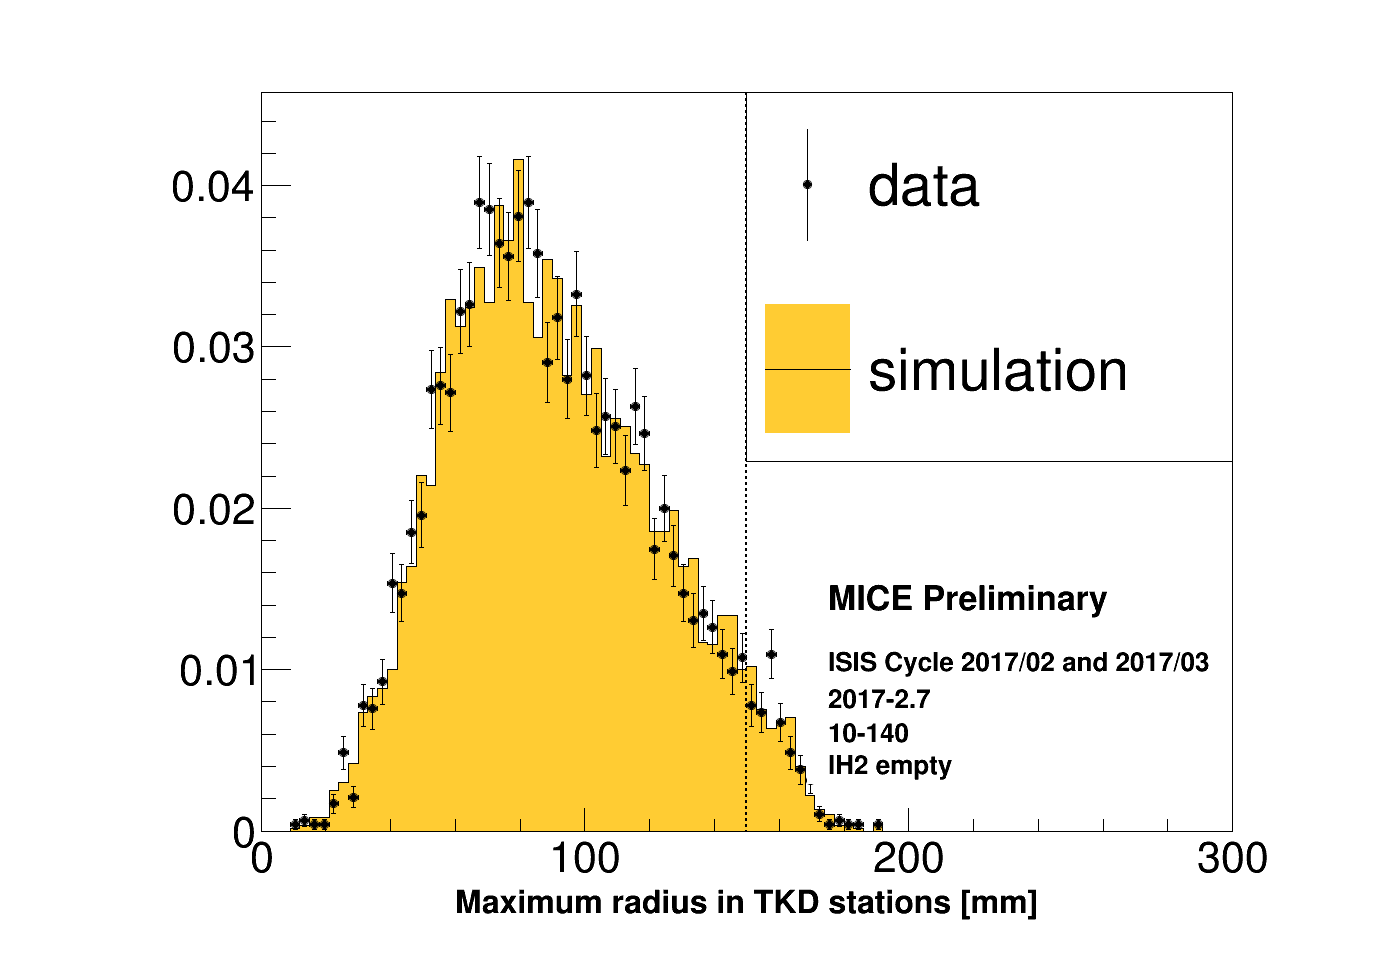 0.04
0.03
0.02
0.01
0
0
100
200
300
Maximum radius in TKD stations [mm]
data
simulation
MICE Preliminary
ISIS Cycle 2017/02 and 2017/03
2017-2.7
10-140
IH2 empty